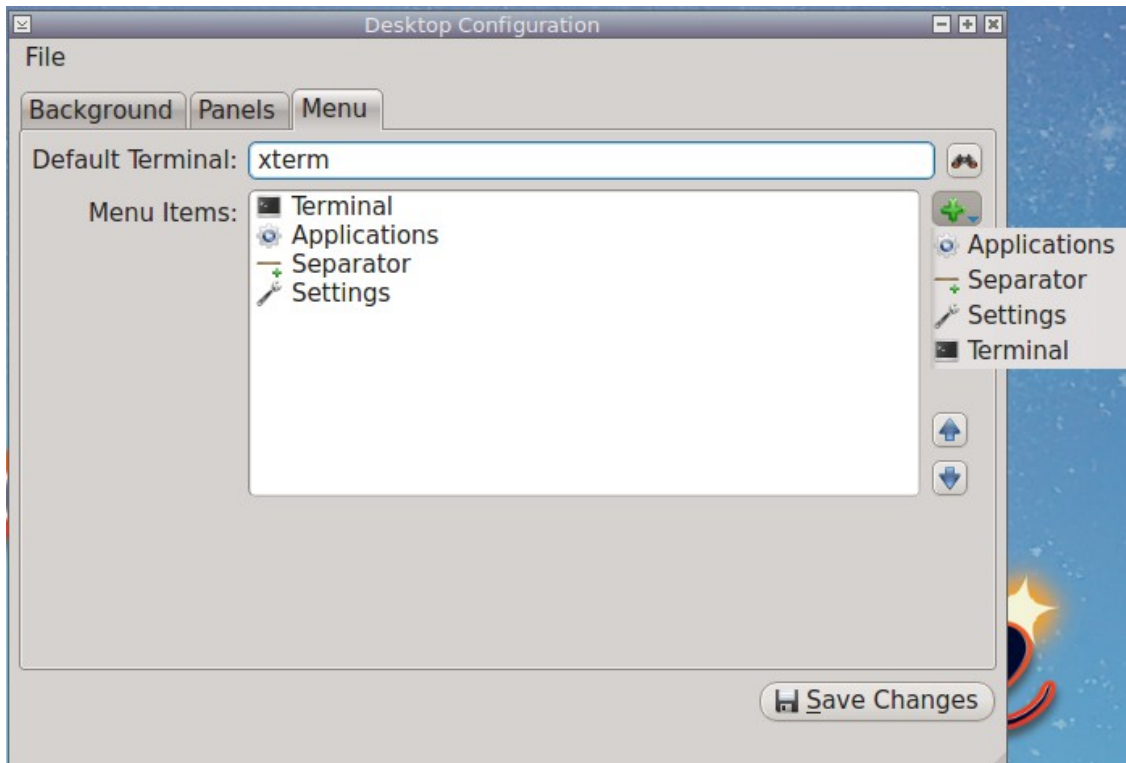 Desktop Configuration
File
Background Panels Menu
Default Terminal: xterm
Menu Items:
Terminal
Applications
Separator
Settings
Applications
Separator
Settings
Terminal
Save Changes